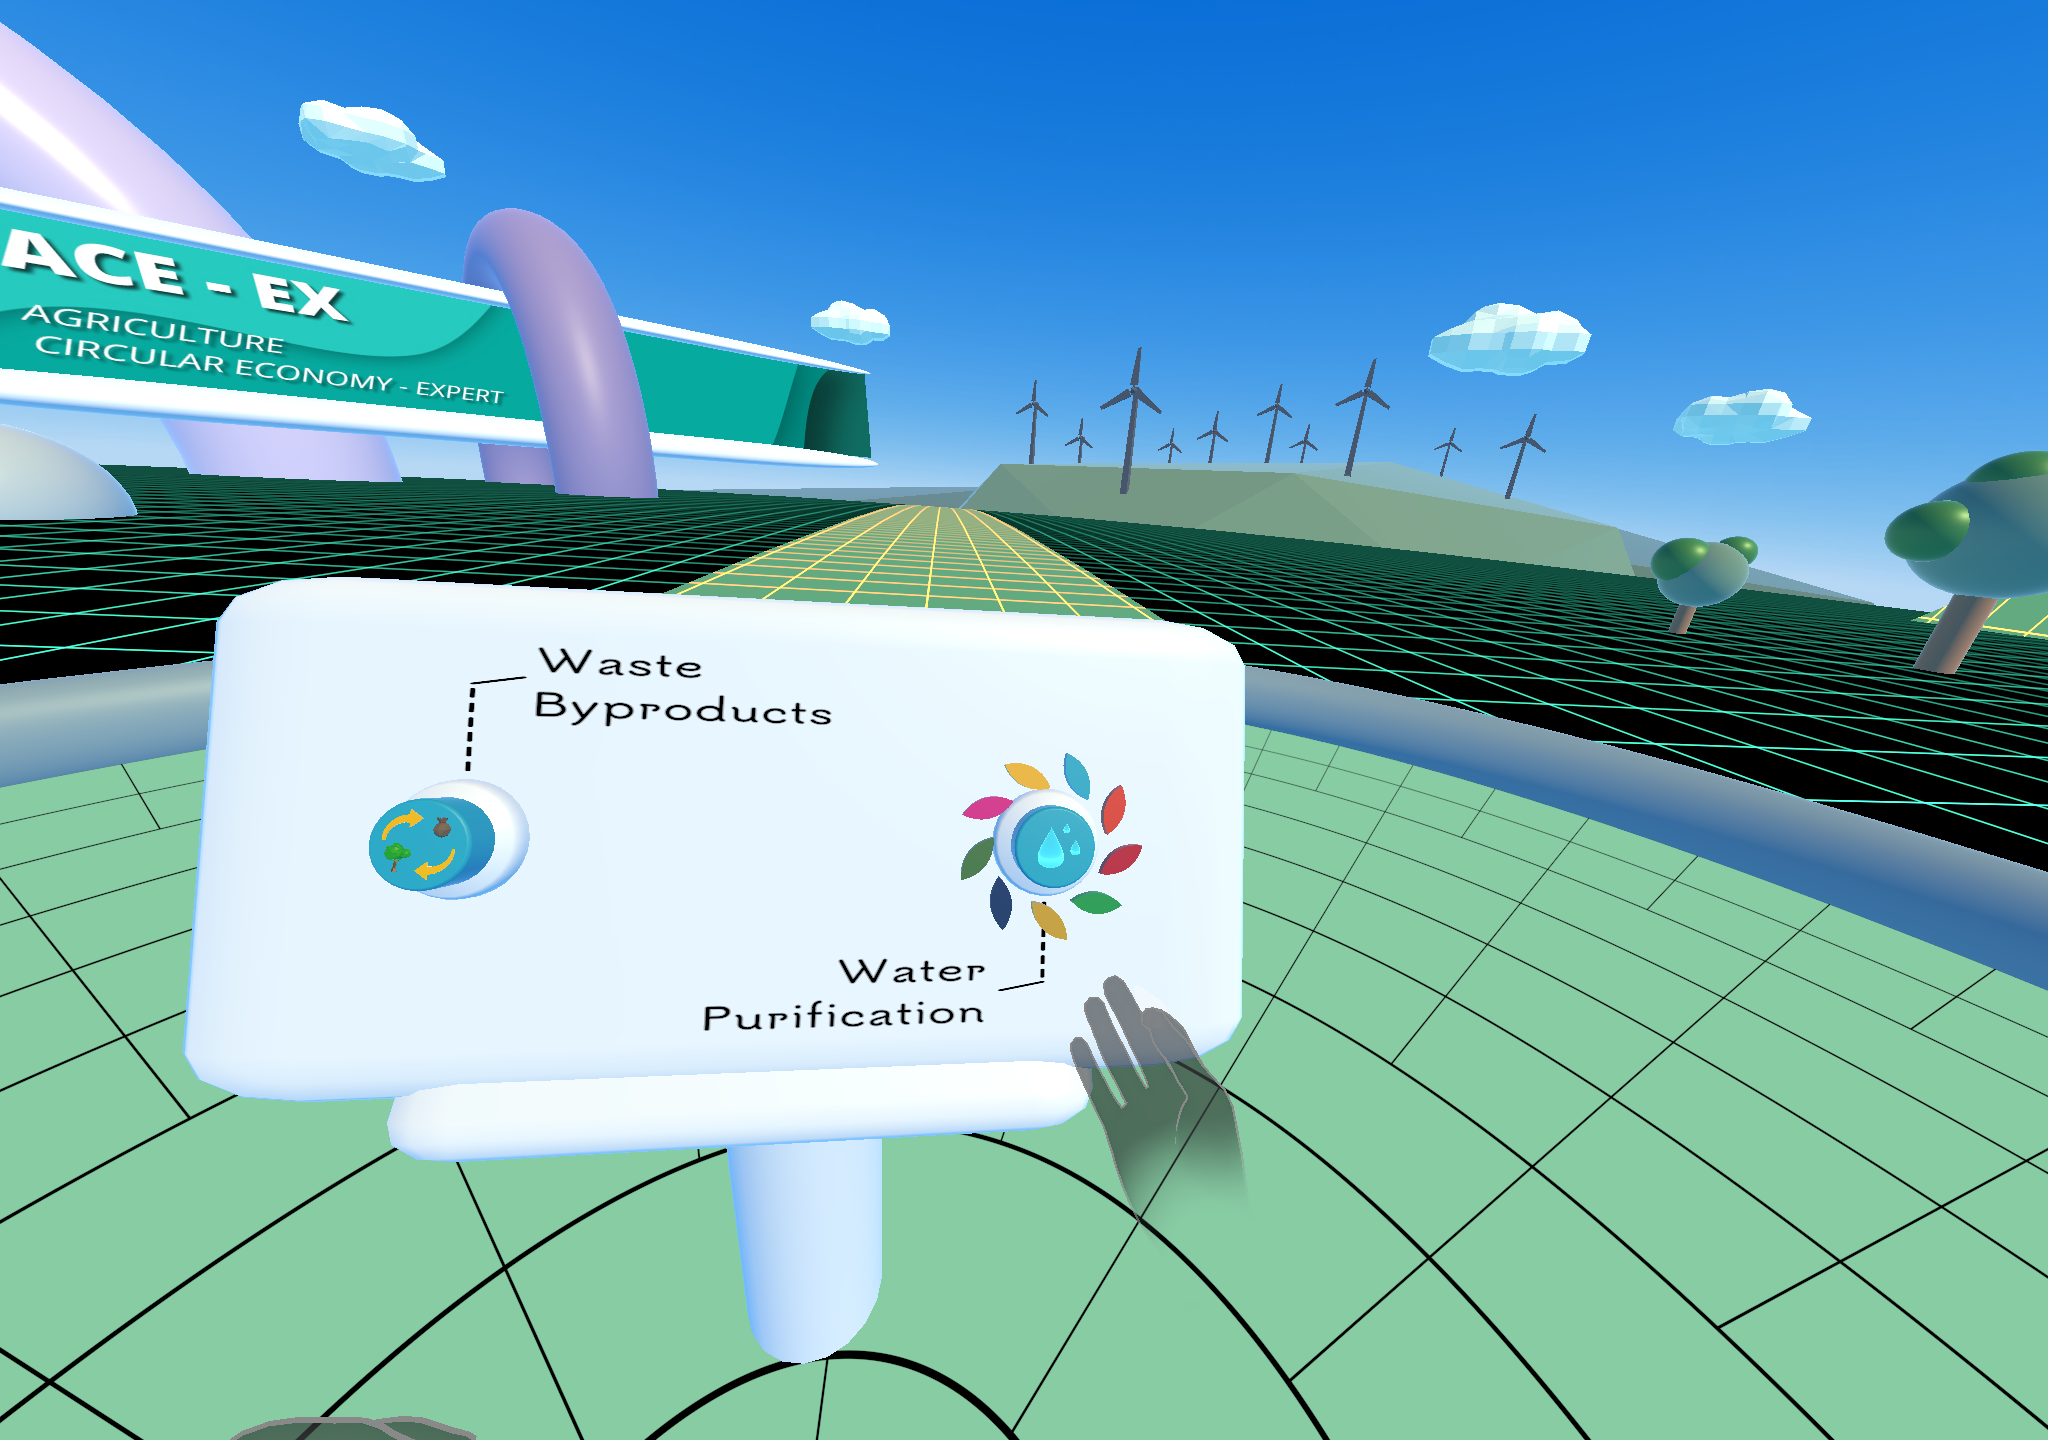 ACE - EX
AGRICULTURE
CIRCULAR ECONOMY - EXPERT
Waste
Byproducts
Water
Purification